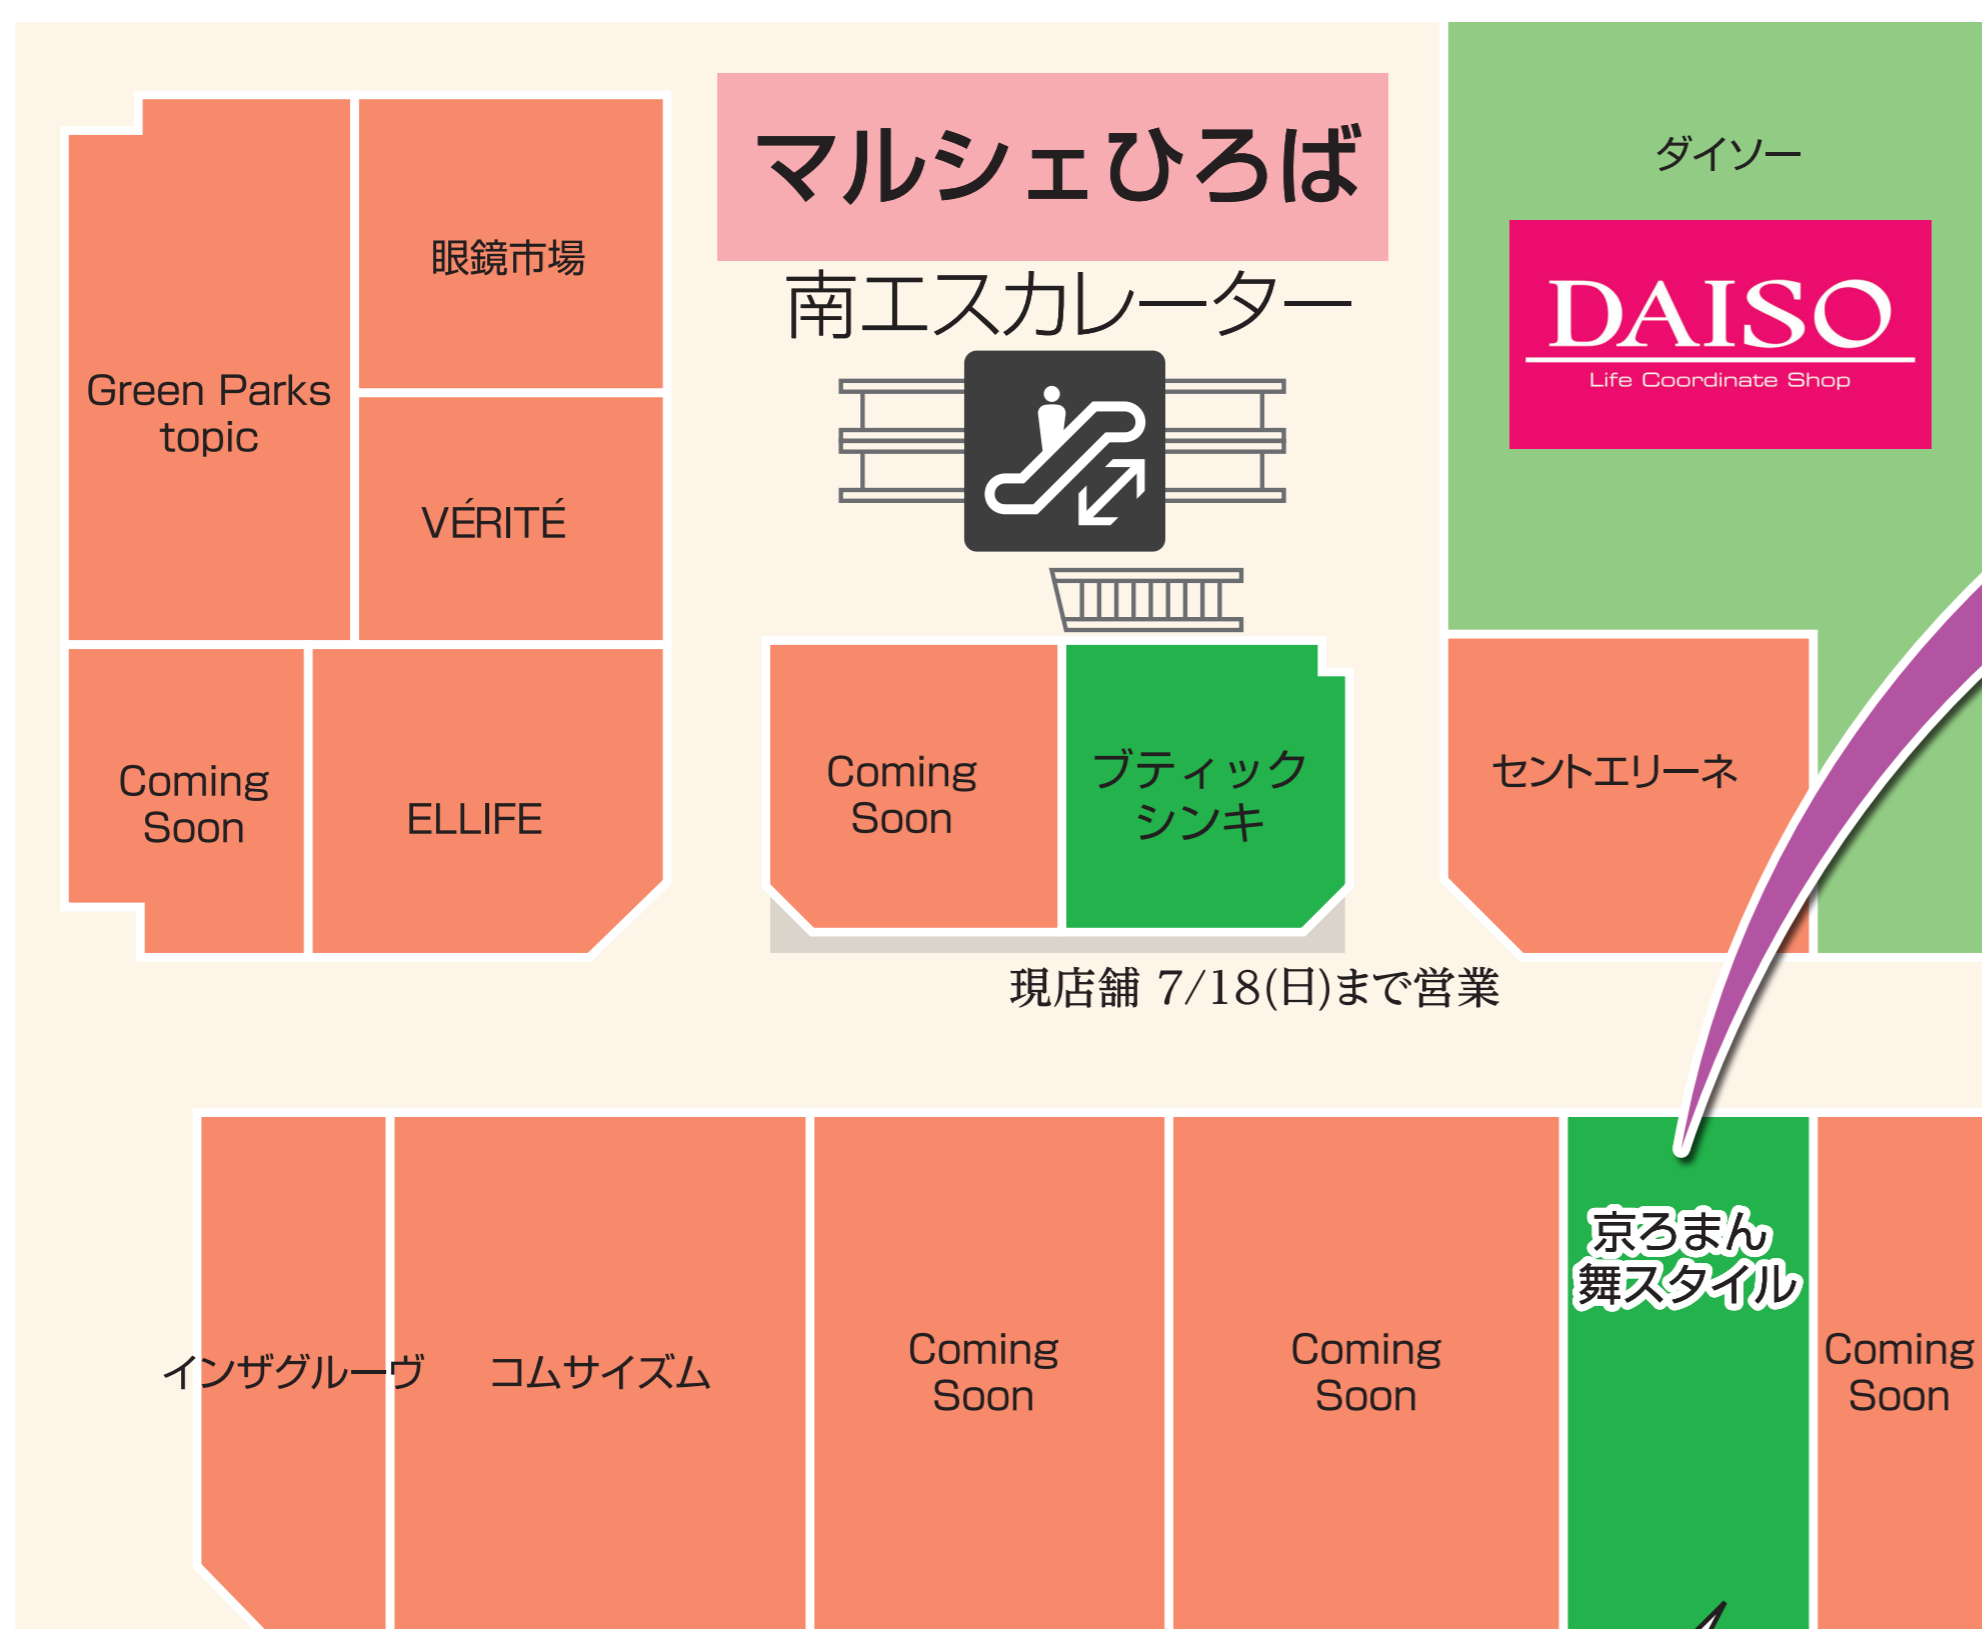 マルシェひろば
南エスカレーター
ダイソー
DAISO
Life Coordinate Shop
眼鏡市場
Green Parks
topic
VÉRITÉ
Coming
Soon
ELLIFE
Coming
Soon
ブティック
シンキ
セントエリーネ
現店舗 7/18(日)まで営業
インザグルーヴ
コムサイズム
Coming
Soon
Coming
Soon
京ろまん
舞スタイル
Coming
Soon